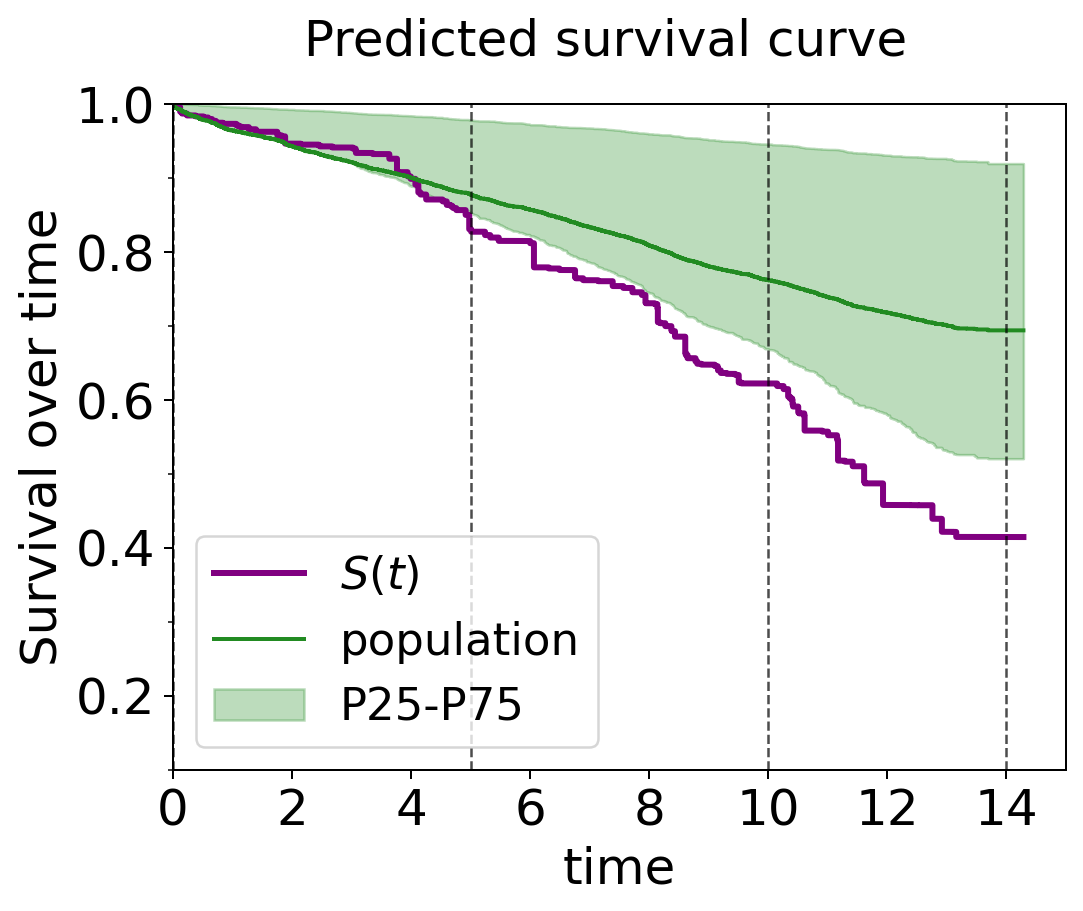 Predicted survival curve
Survival over time
1.0
0.8
0.6
0.4
0.2
S(t)
population
P25-P75
0 2 4 6 8 10 12 14
time